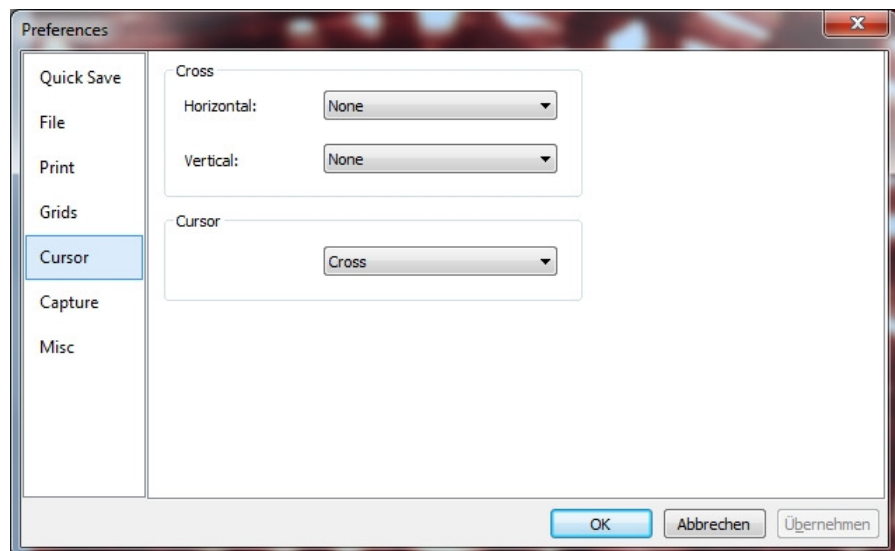 Preferences
X
Quick Save
File
Print
Grids
Cursor
Capture
Misc
Cross
Horizontal: None
Vertical: None
Cursor
Cross
OK Abbrechen Übernehmen